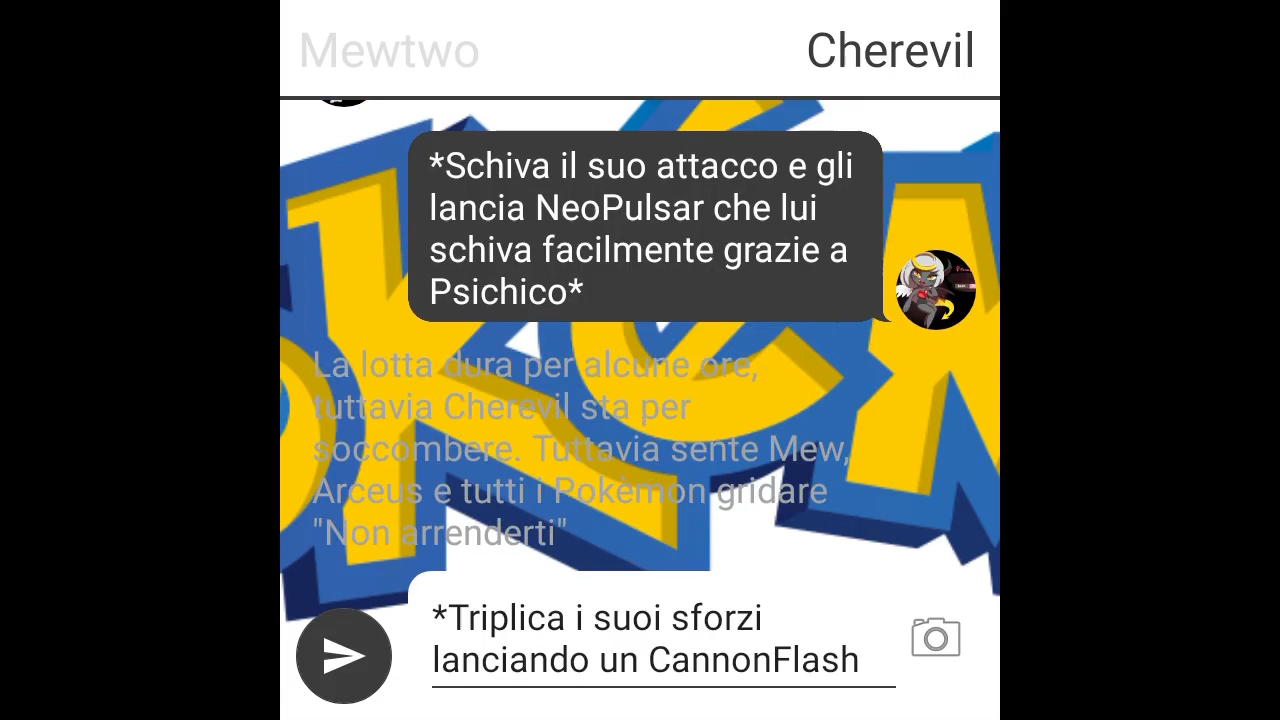 Mewtwo
Cherevil
*Schiva il suo attacco e gli
lancia NeoPulsar che lui
schiva facilmente grazie a
Psichico*
La lotta dura per alcune ore,
tuttavia Cherevil sta per
soccombere. Tuttavia sente Mew,
Arceus e tutti i Pokèmon gridare
"Non arrenderti"
*Triplica i suoi sforzi
lanciando un CannonFlash